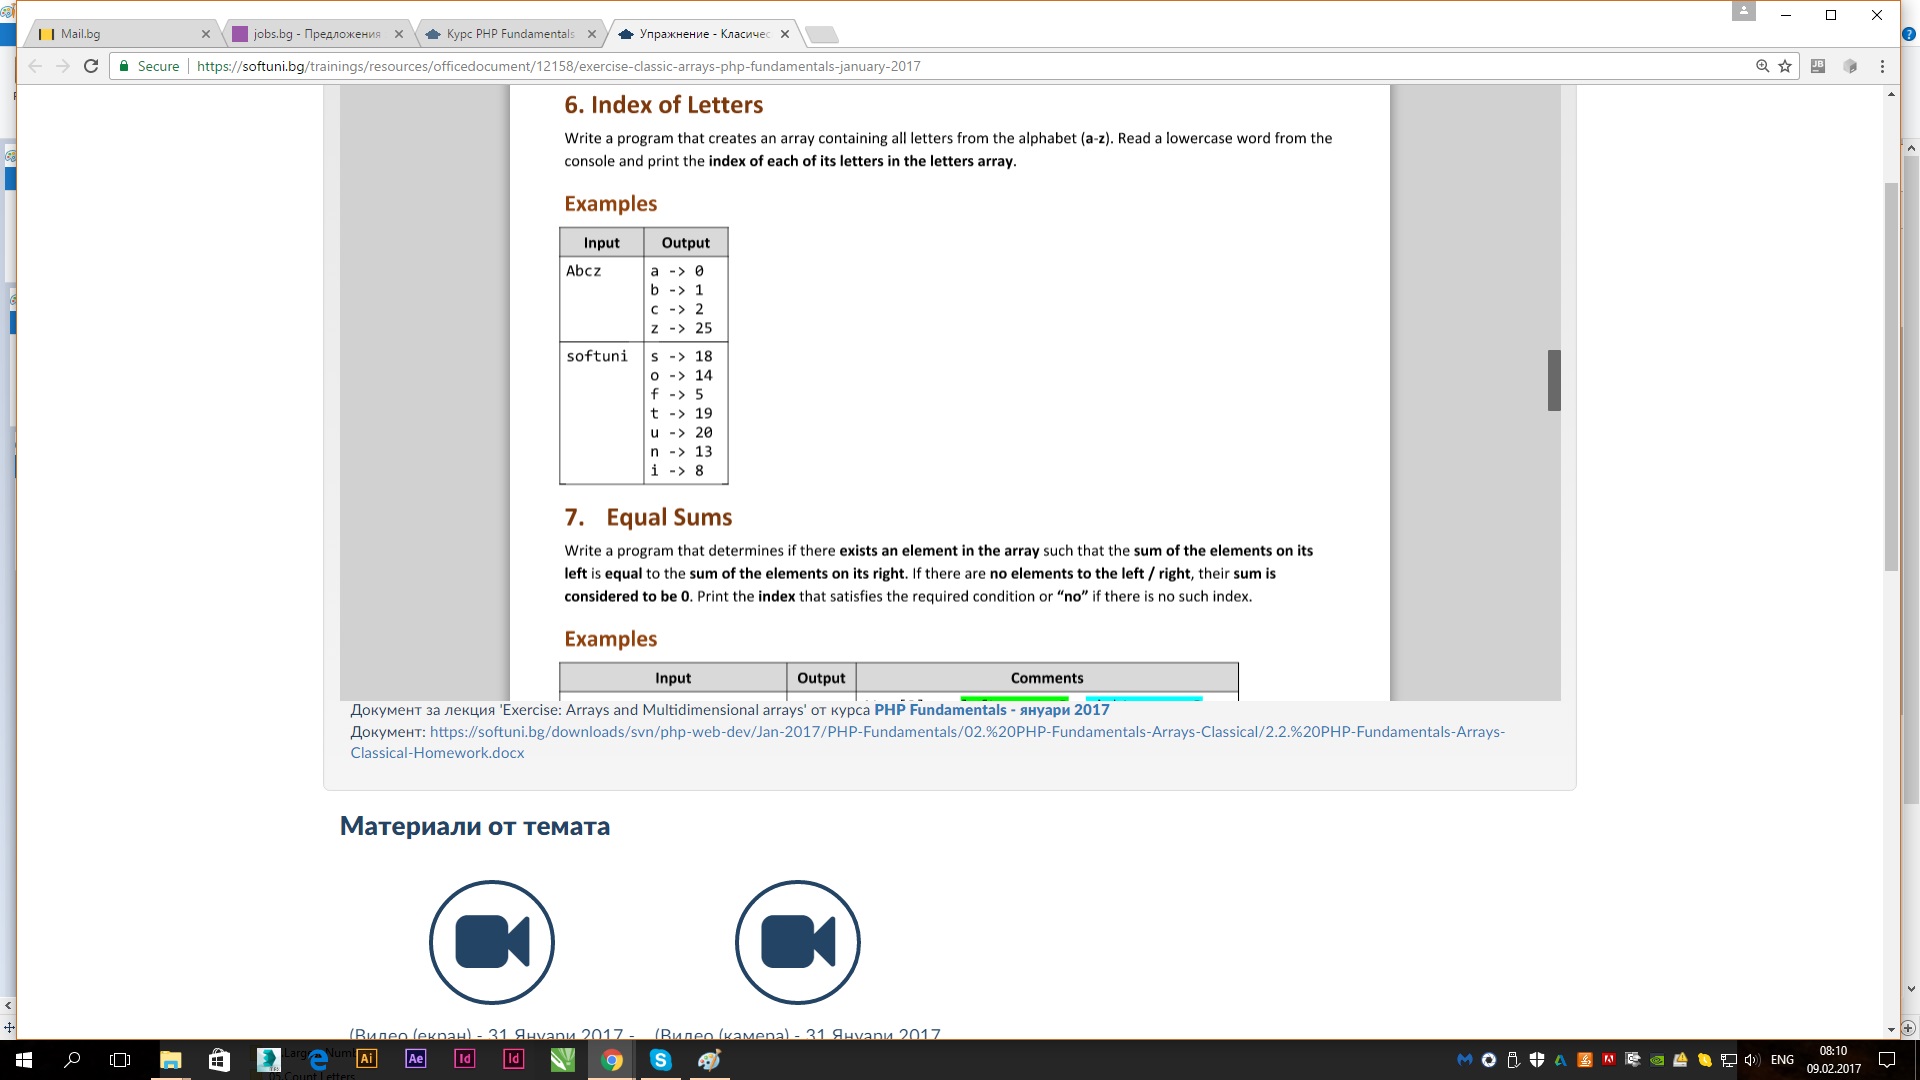 Mail.bg
jobs.bg - Предложения
Курс PHP Fundamentals
Упражнение - Класичес
Secure
https://softuni.bg/trainings/resources/officedocument/12158/exercise-classic-arrays-php-fundamentals-january-2017
6. Index of Letters
Write a program that creates an array containing all letters from the alphabet (a-z). Read a lowercase word from the
console and print the index of each of its letters in the letters array.
Examples
Input Output
Abcz a -> 0
b -> 1
c -> 2
z -> 25
softuni s -> 18
o -> 14
f -> 5
t -> 19
u -> 20
n -> 13
i -> 8
7. Equal Sums
Write a program that determines if there exists an element in the array such that the sum of the elements on its
left is equal to the sum of the elements on its right. If there are no elements to the left / right, their sum is
considered to be 0. Print the index that satisfies the required condition or “no” if there is no such index.
Examples
Input Output Comments
Документ за лекция 'Exercise: Arrays and Multidimensional arrays' от курса PHP Fundamentals - януари 2017
Документ: https://softuni.bg/downloads/svn/php-web-dev/Jan-2017/PHP-Fundamentals/02.%20PHP-Fundamentals-Arrays-Classical/2.2.%20PHP-Fundamentals-Arrays-
Classical-Homework.docx
Материали от темата
(Видео (екран) - 31 Януари 2017 -
(Видео (камера) - 31 Януари 2017
Ai Ae Id Id
ENG
08:10
09.02.2017